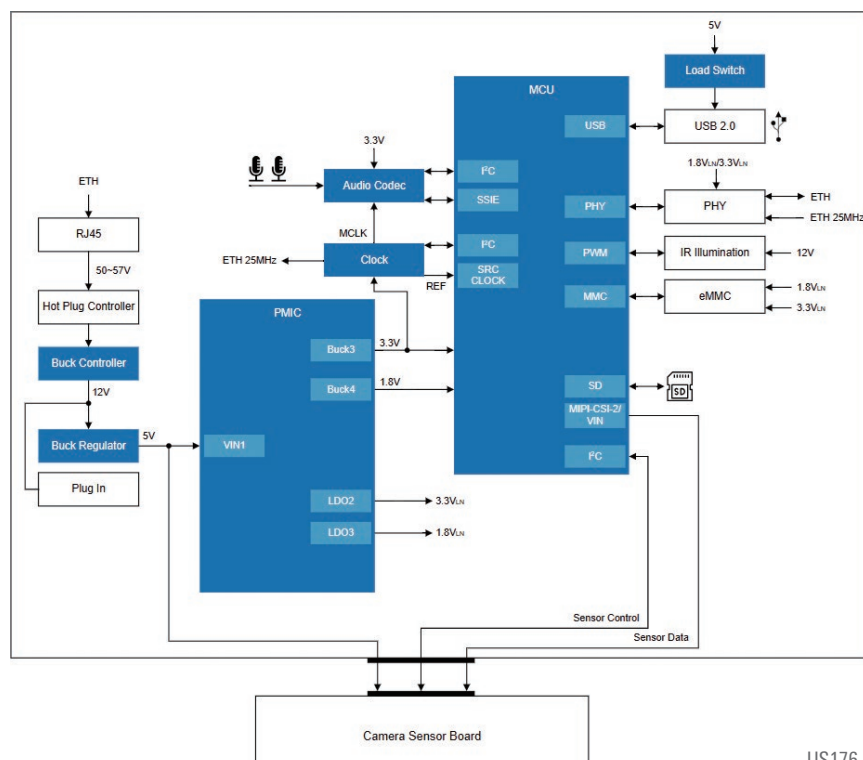 5V
Load Switch
MCU
USB
USB 2.0
3.3V
1.8VLN/3.3VLN
I²C
Audio Codec
SSIE
PHY
PHY
ETH
ETH 25MHz
ETH
RJ45
MCLK
I²C
ETH 25MHz
Clock
SRC
CLOCK
REF
PWM
IR Illumination
12V
50~57V
MMC
eMMC
1.8VLN
3.3VLN
Hot Plug Controller
PMIC
Buck3
3.3V
Buck Controller
Buck4
1.8V
SD
SD
12V
MIPI-CSI-2/
VIN
Buck Regulator
5V
VIN1
I²C
Plug In
LDO2
3.3VLN
LDO3
1.8VLN
Sensor Control
Sensor Data
Camera Sensor Board
US176